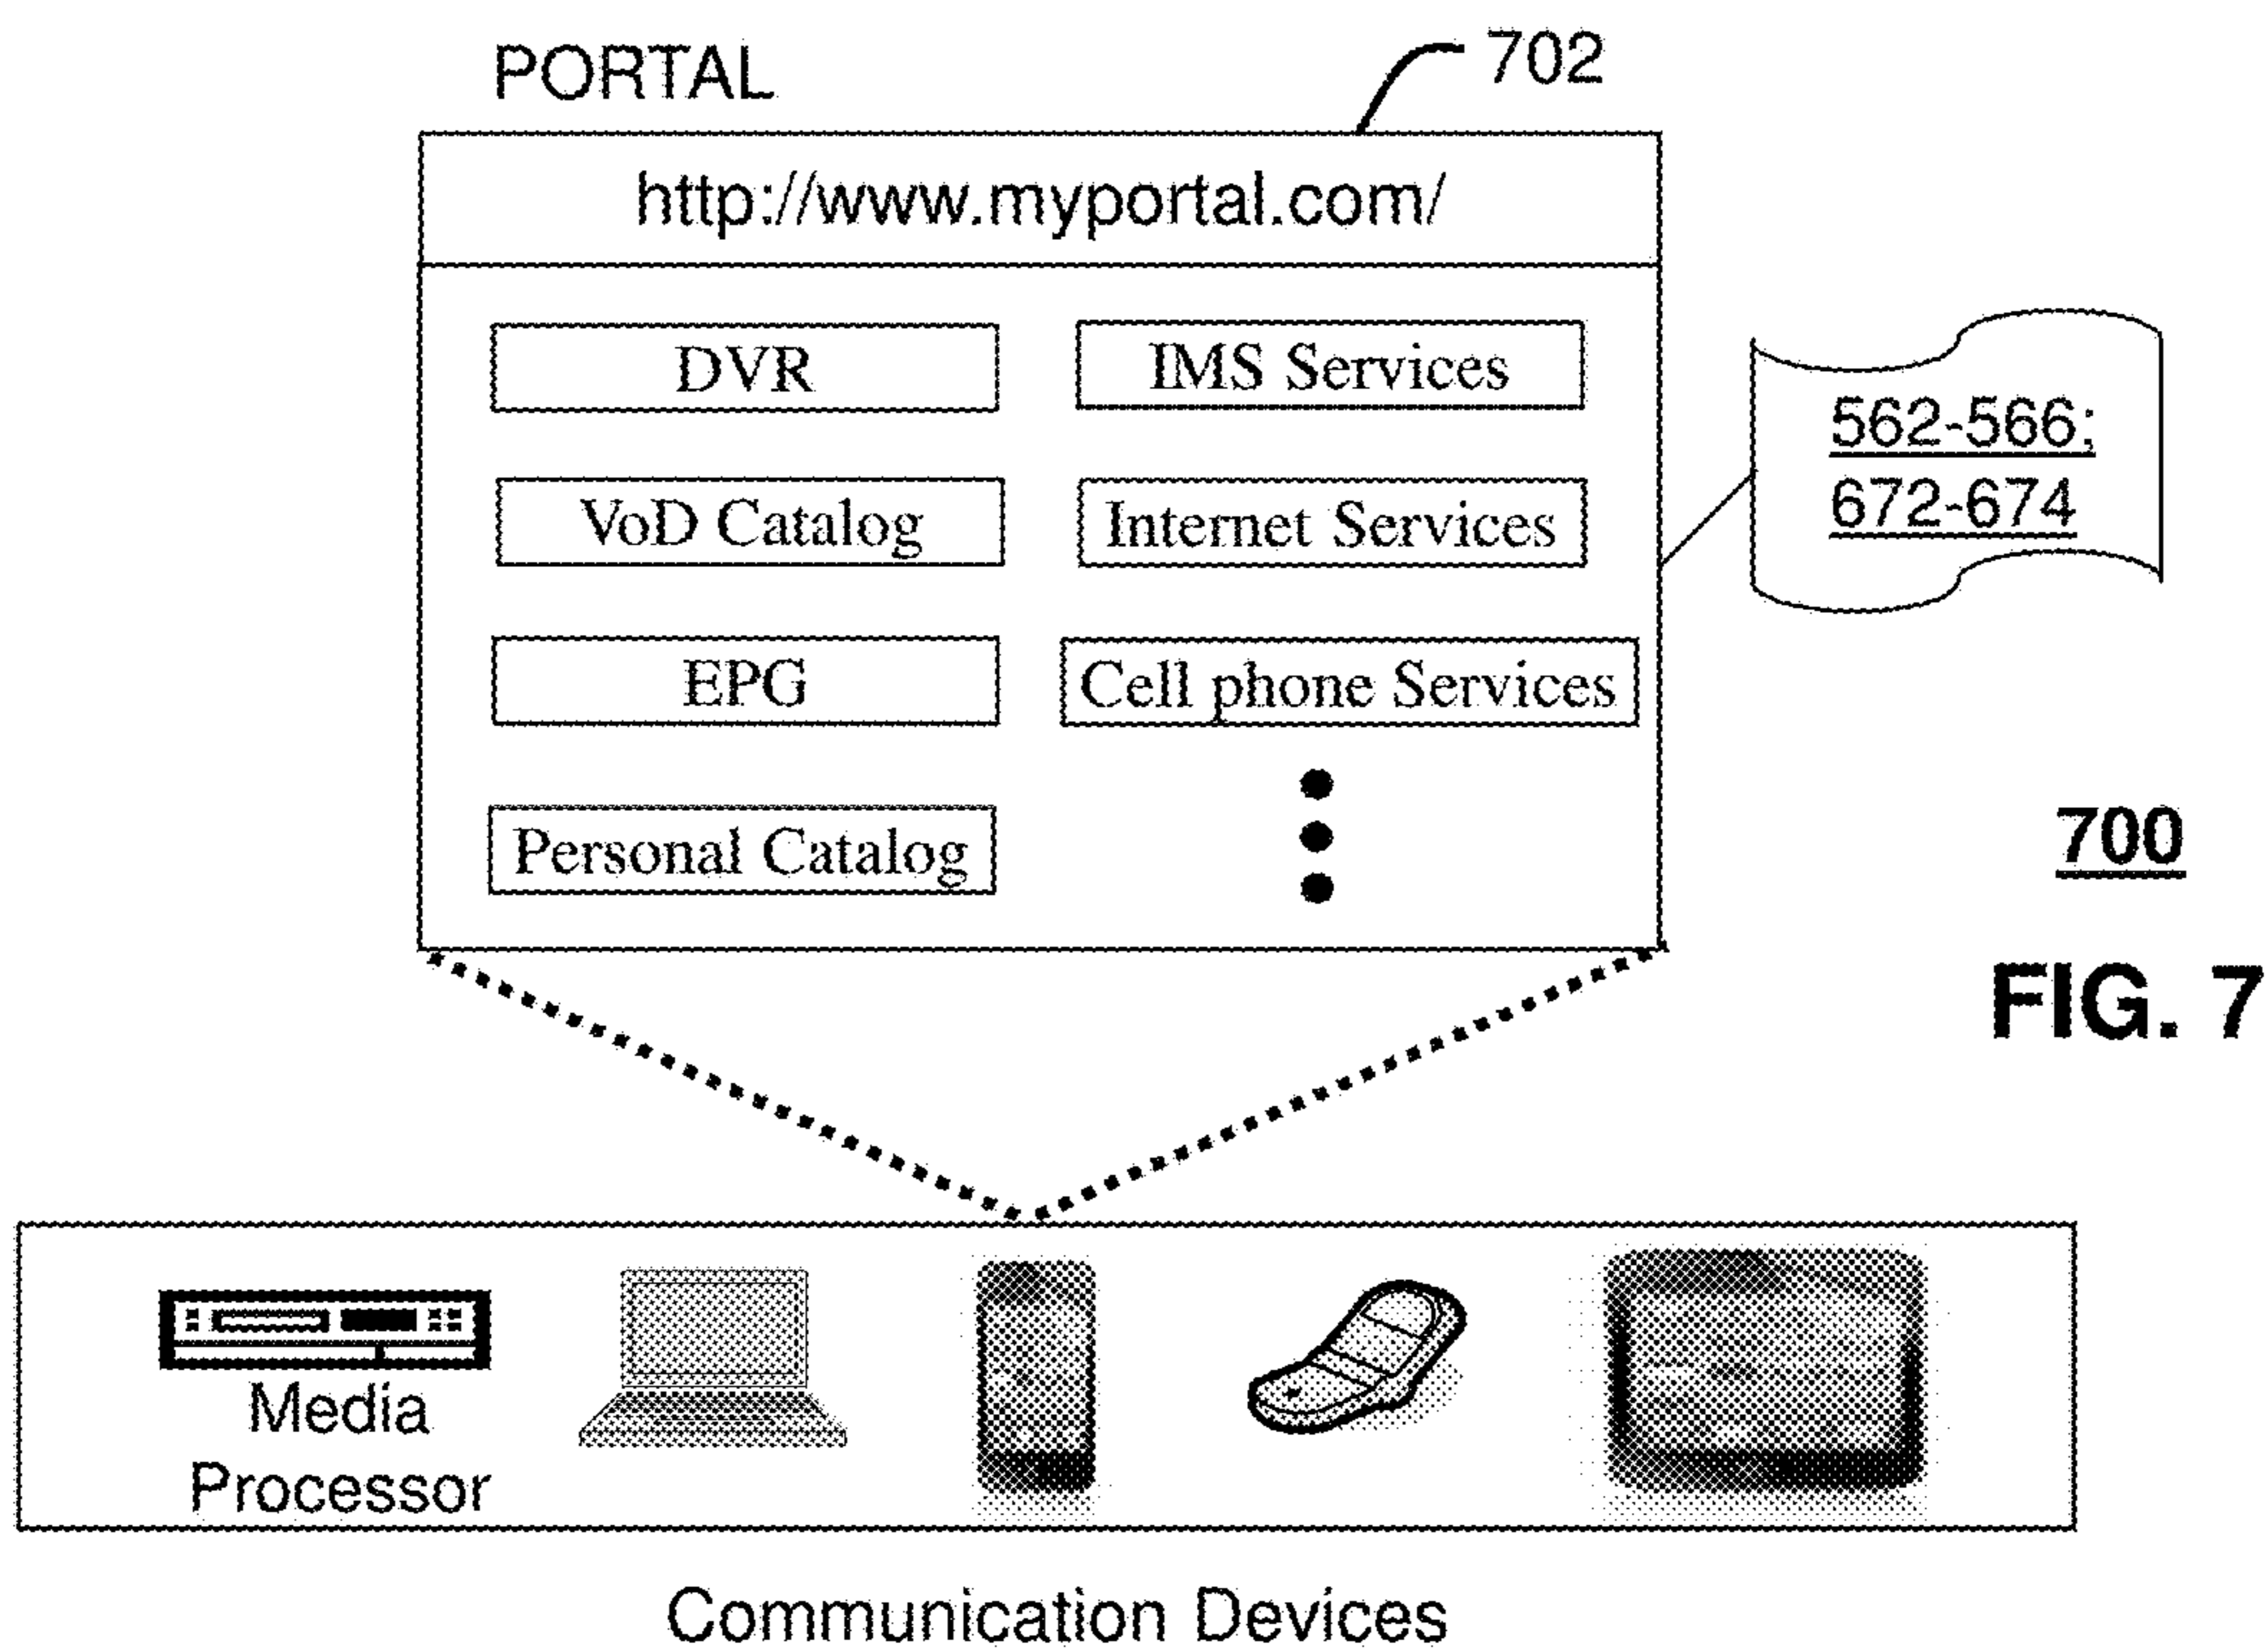 PORTAL
702
http://www.myportal.com/
DVR
IMS Services
VoD Catalog
Internet Services
EPG
Cell phone Services
Personal Catalog
562-566;
672-674
700
FIG. 7
Media
Processor
Communication Devices